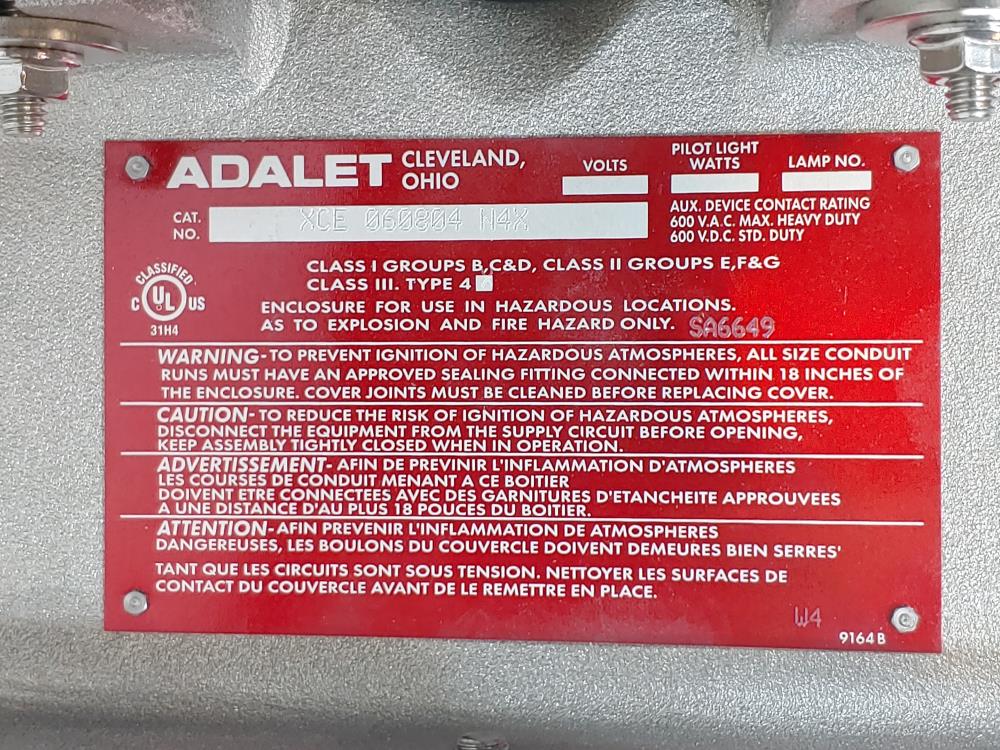 ADALET CLEVELAND, OHIO
VOLTS
PILOT LIGHT WATTS
LAMP NO.
CAT. NO. XCE 060804 N4X
AUX. DEVICE CONTACT RATING
600 V.A.C. MAX. HEAVY DUTY
600 V.D.C. STD. DUTY
CLASS I GROUPS B,C&D, CLASS II GROUPS E,F&G
CLASS III. TYPE 4
CLASSIFIED
C UL US
31H4
ENCLOSURE FOR USE IN HAZARDOUS LOCATIONS.
AS TO EXPLOSION AND FIRE HAZARD ONLY. SA6649
WARNING-TO PREVENT IGNITION OF HAZARDOUS ATMOSPHERES, ALL SIZE CONDUIT
RUNS MUST HAVE AN APPROVED SEALING FITTING CONNECTED WITHIN 18 INCHES OF
THE ENCLOSURE. COVER JOINTS MUST BE CLEANED BEFORE REPLACING COVER.
CAUTION- TO REDUCE THE RISK OF IGNITION OF HAZARDOUS ATMOSPHERES,
DISCONNECT THE EQUIPMENT FROM THE SUPPLY CIRCUIT BEFORE OPENING,
KEEP ASSEMBLY TIGHTLY CLOSED WHEN IN OPERATION.
ADVERTISSEMENT- AFIN DE PREVINIR L'INFLAMMATION D'ATMOSPHERES
LES COURSES DE CONDUIT MENANT A CE BOITIER
DOIVENT ETRE CONNECTEES AVEC DES GARNITURES D'ETANCHEITE APPROUVEES
A UNE DISTANCE D'AU PLUS 18 POUCES DU BOITIER.
ATTENTION-AFIN PREVENIR L'INFLAMMATION DE ATMOSPHERES
DANGEREUSES, LES BOULONS DU COUVERCLE DOIVENT DEMEURES BIEN SERRES'
TANT QUE LES CIRCUITS SONT SOUS TENSION. NETTOYER LES SURFACES DE
CONTACT DU COUVERCLE AVANT DE LE REMETTRE EN PLACE.
W4
9164B